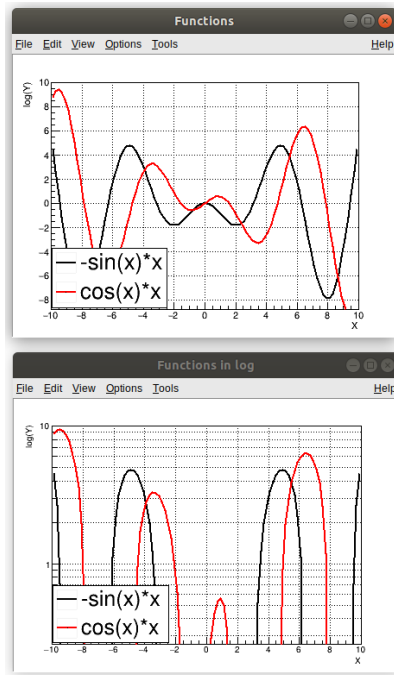 Functions
File Edit View Options Tools Help
log(Y)
10
8
6
4
2
0
−2
−4
−6
−8
-sin(x)*x
cos(x)*x
−10 −8 −6 −4 −2 0 2 4 6 8 10
x
Functions in log
File Edit View Options Tools Help
log(Y)
10
1
-sin(x)*x
cos(x)*x
−10 −8 −6 −4 −2 0 2 4 6 8 10
x